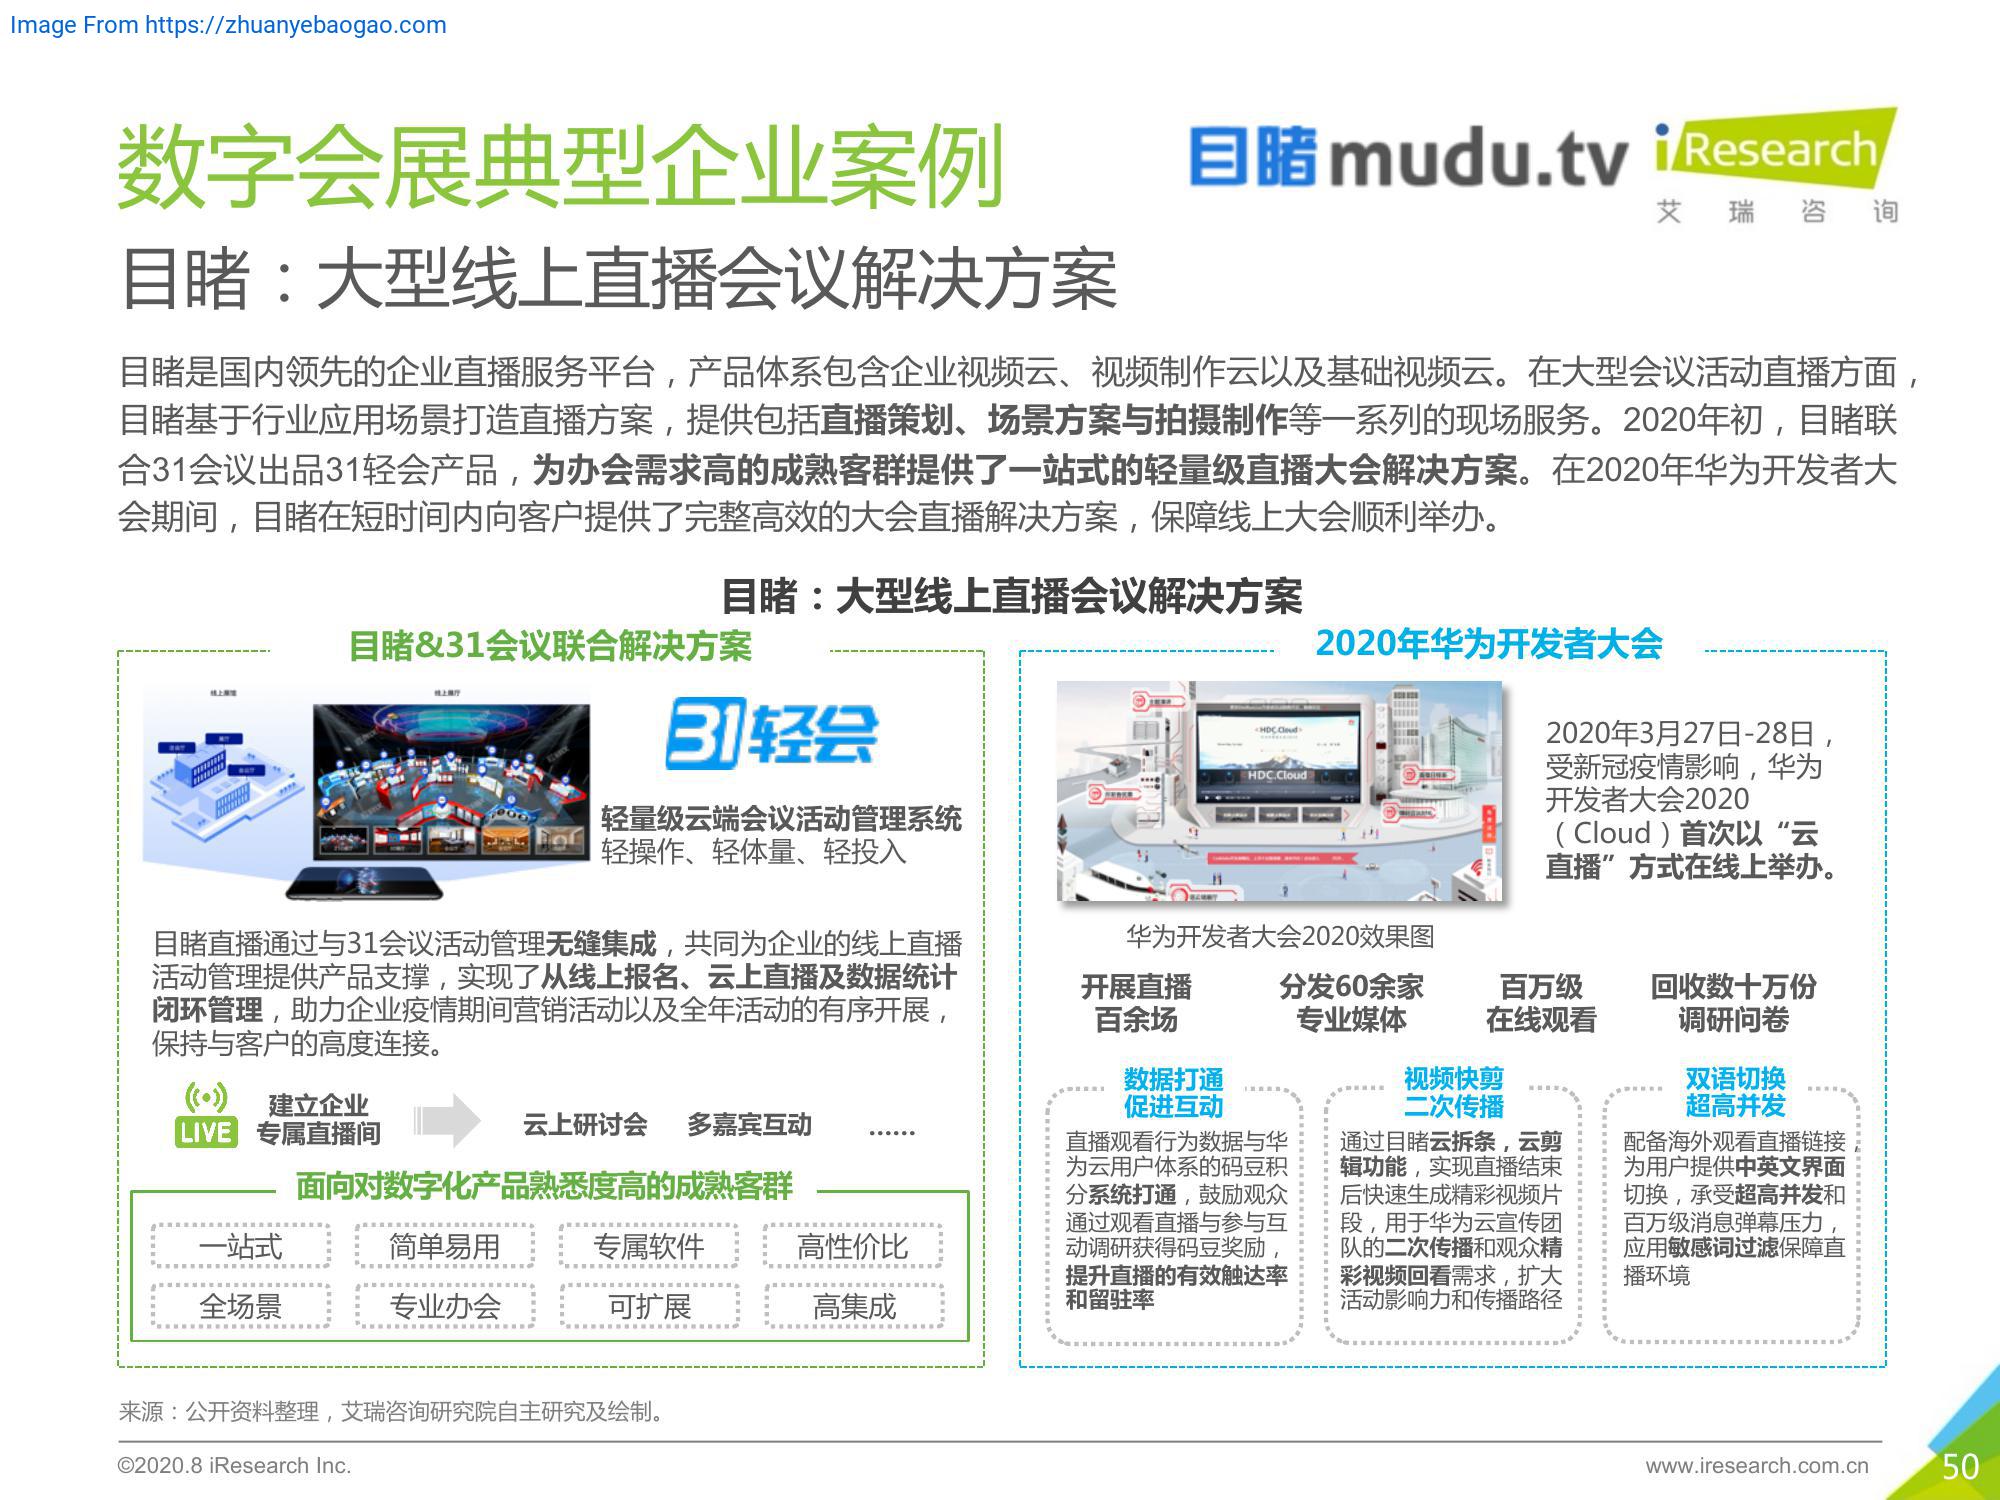 Image From https://zhuanyebaogao.com
数字会展典型企业案例
目睹mudu.tv
iResearch
艾瑞咨询
目睹：大型线上直播会议解决方案
目睹是国内领先的企业直播服务平台，产品体系包含企业视频云、视频制作云以及基础视频云。在大型会议活动直播方面，
目睹基于行业应用场景打造直播方案，提供包括直播策划、场景方案与拍摄制作等一系列的现场服务。2020年初，目睹联
合31会议出品31轻会产品，为办会需求高的成熟客群提供了一站式的轻量级直播大会解决方案。在2020年华为开发者大
会期间，目睹在短时间内向客户提供了完整高效的大会直播解决方案，保障线上大会顺利举办。
目睹：大型线上直播会议解决方案
目睹&31会议联合解决方案
线上展馆
线上展厅
31轻会
轻量级云端会议活动管理系统
轻操作、轻体量、轻投入
目睹直播通过与31会议活动管理无缝集成，共同为企业的线上直播
活动管理提供产品支撑，实现了从线上报名、云上直播及数据统计
闭环管理，助力企业疫情期间营销活动以及全年活动的有序开展，
保持与客户的高度连接。
LIVE
建立企业
专属直播间
云上研讨会
多嘉宾互动
……
面向对数字化产品熟悉度高的成熟客群
一站式
简单易用
专属软件
高性价比
全场景
专业办会
可扩展
高集成
2020年华为开发者大会
HDC.Cloud
HDC.Cloud
2020年3月27日-28日，
受新冠疫情影响，华为
开发者大会2020
（Cloud）首次以“云
直播”方式在线上举办。
华为开发者大会2020效果图
开展直播
百余场
分发60余家
专业媒体
百万级
在线观看
回收数十万份
调研问卷
数据打通
促进互动
直播观看行为数据与华
为云用户体系的码豆积
分系统打通，鼓励观众
通过观看直播与参与互
动调研获得码豆奖励，
提升直播的有效触达率
和留驻率
视频快剪
二次传播
通过目睹云拆条，云剪
辑功能，实现直播结束
后快速生成精彩视频片
段，用于华为云宣传团
队的二次传播和观众精
彩视频回看需求，扩大
活动影响力和传播路径
双语切换
超高并发
配备海外观看直播链接，
为用户提供中英文界面
切换，承受超高并发和
百万级消息弹幕压力，
应用敏感词过滤保障直
播环境
来源：公开资料整理，艾瑞咨询研究院自主研究及绘制。
©2020.8 iResearch Inc.
www.iresearch.com.cn
50